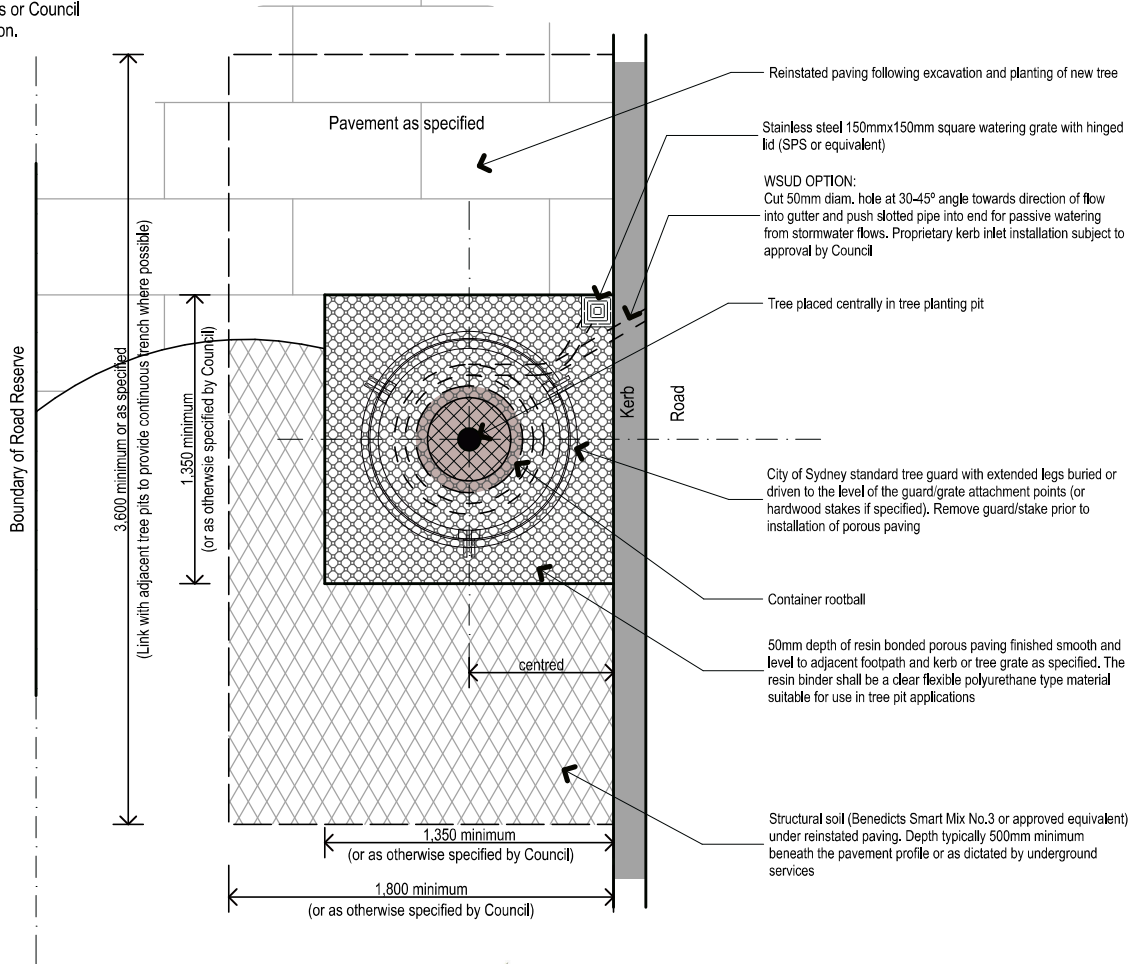 s or Council
on.
Pavement as specified
Reinstated paving following excavation and planting of new tree
Stainless steel 150mmx150mm square watering grate with hinged
lid (SPS or equivalent)
WSUD OPTION:
Cut 50mm diam. hole at 30-45º angle towards direction of flow
into gutter and push slotted pipe into end for passive watering
from stormwater flows. Proprietary kerb inlet installation subject to
approval by Council
Tree placed centrally in tree planting pit
Boundary of Road Reserve
3,600 minimum or as specified
(Link with adjacent tree pits to provide continuous trench where possible)
1,350 minimum
(or as otherwsie specified by Council)
Kerb
Road
City of Sydney standard tree guard with extended legs buried or
driven to the level of the guard/grate attachment points (or
hardwood stakes if specified). Remove guard/stake prior to
installation of porous paving
Container rootball
centred
50mm depth of resin bonded porous paving finished smooth and
level to adjacent footpath and kerb or tree grate as specified. The
resin binder shall be a clear flexible polyurethane type material
suitable for use in tree pit applications
Structural soil (Benedicts Smart Mix No.3 or approved equivalent)
under reinstated paving. Depth typically 500mm minimum
beneath the pavement profile or as dictated by underground
services
1,350 minimum
(or as otherwise specified by Council)
1,800 minimum
(or as otherwise specified by Council)